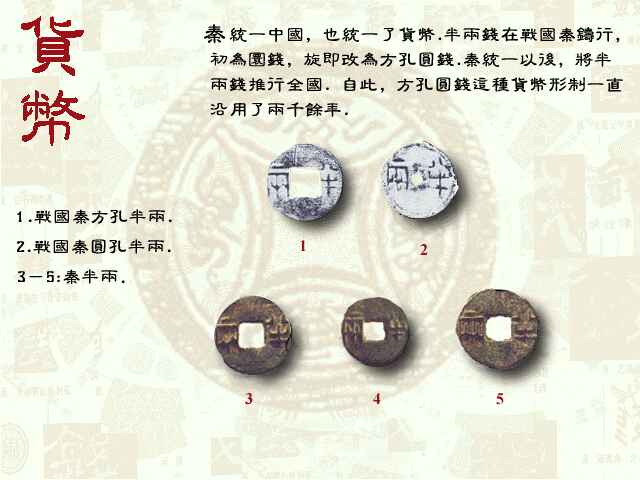 貨幣
秦統一中國，也統一了貨幣.半兩錢在戰國秦鑄行，
初為圜錢，旋即改為方孔圓錢.秦統一以後，將半
兩錢推行全國．自此，方孔圓錢這種貨幣形制一直
沿用了兩千餘年．
1.戰國秦方孔半兩．
2.戰國秦圓孔半兩．
3－5:秦半兩．
1
2
3
4
5